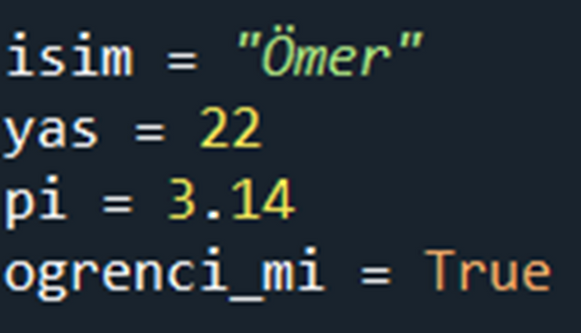 isim = "Ömer"
yas = 22
pi = 3.14
ogrenci_mi = True